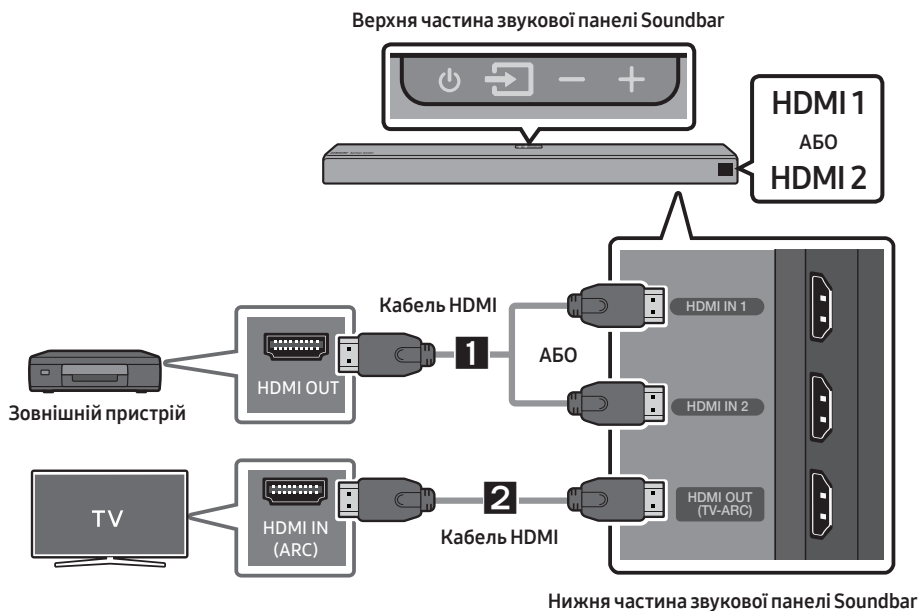 Верхня частина звукової панелі Soundbar
HDMI 1
АБО
HDMI 2
Кабель HDMI
HDMI IN 1
1
АБО
HDMI OUT
HDMI IN 2
Зовнішній пристрій
TV
HDMI IN
(ARC)
2
Кабель HDMI
HDMI OUT
(TV-ARC)
Нижня частина звукової панелі Soundbar